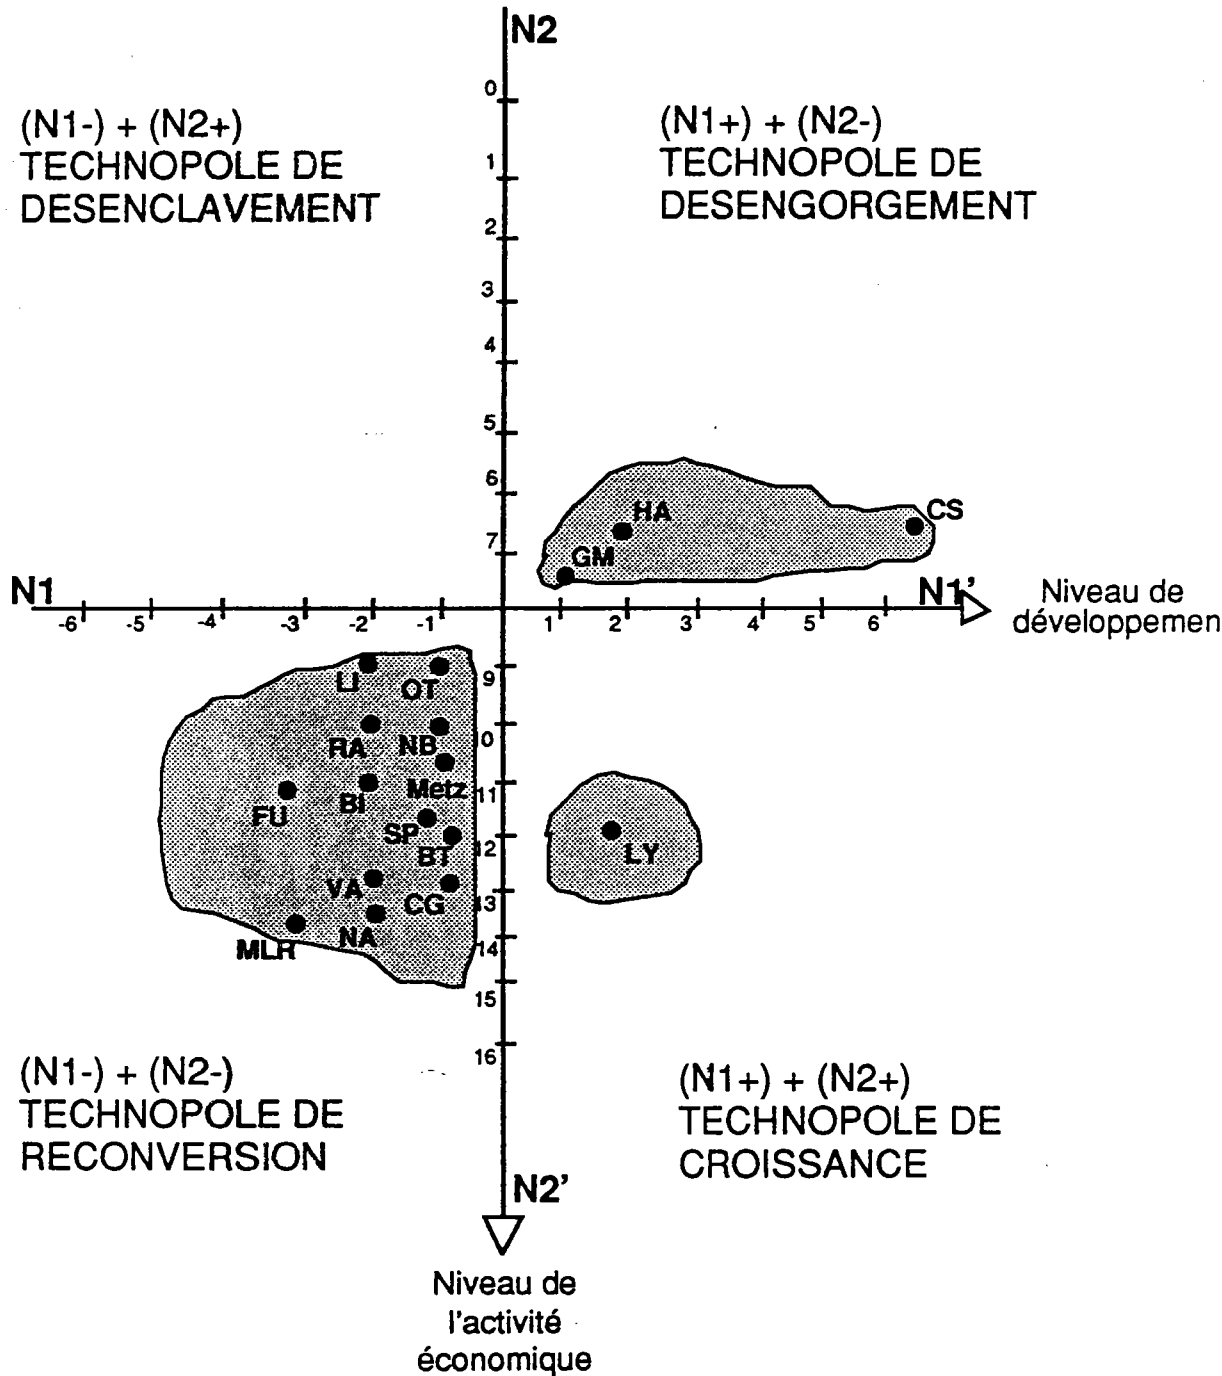 N2
0
(N1-) + (N2+)
TECHNOPOLE DE
DESENCLAVEMENT
(N1+) + (N2-)
TECHNOPOLE DE
DESENGORGEMENT
1
2
3
4
5
6
7
HA
CS
GM
N1
N1'
Niveau de
développemen
-6
-5
-4
-3
-2
-1
1
2
3
4
5
6
LI
OT
9
RA
NB
10
Metz
11
FU
BI
SP
BT
12
LY
VA
CG
13
MLR
NA
14
15
16
(N1-) + (N2-)
TECHNOPOLE DE
RECONVERSION
(N1+) + (N2+)
TECHNOPOLE DE
CROISSANCE
N2'
Niveau de
l'activité
économique